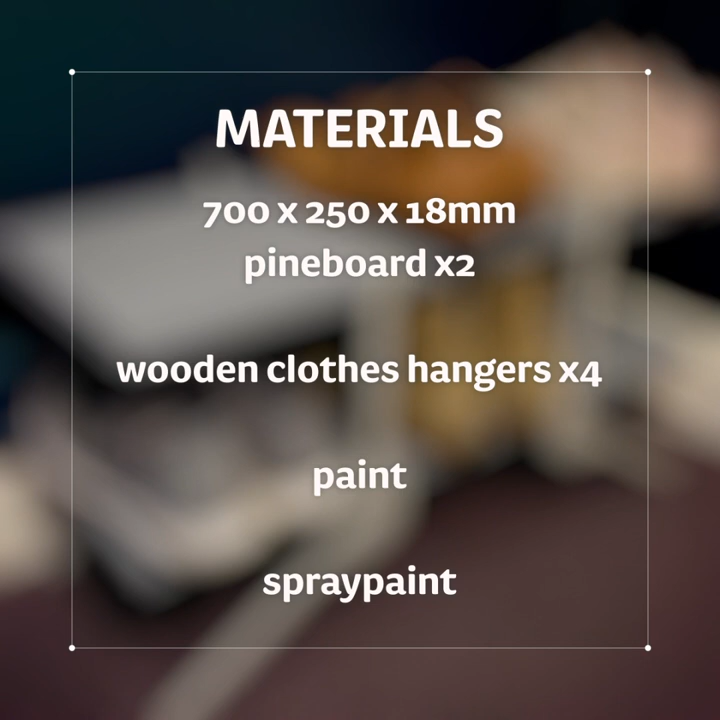 MATERIALS
700 x 250 x 18mm
pineboard x2
wooden clothes hangers x4
paint
spraypaint